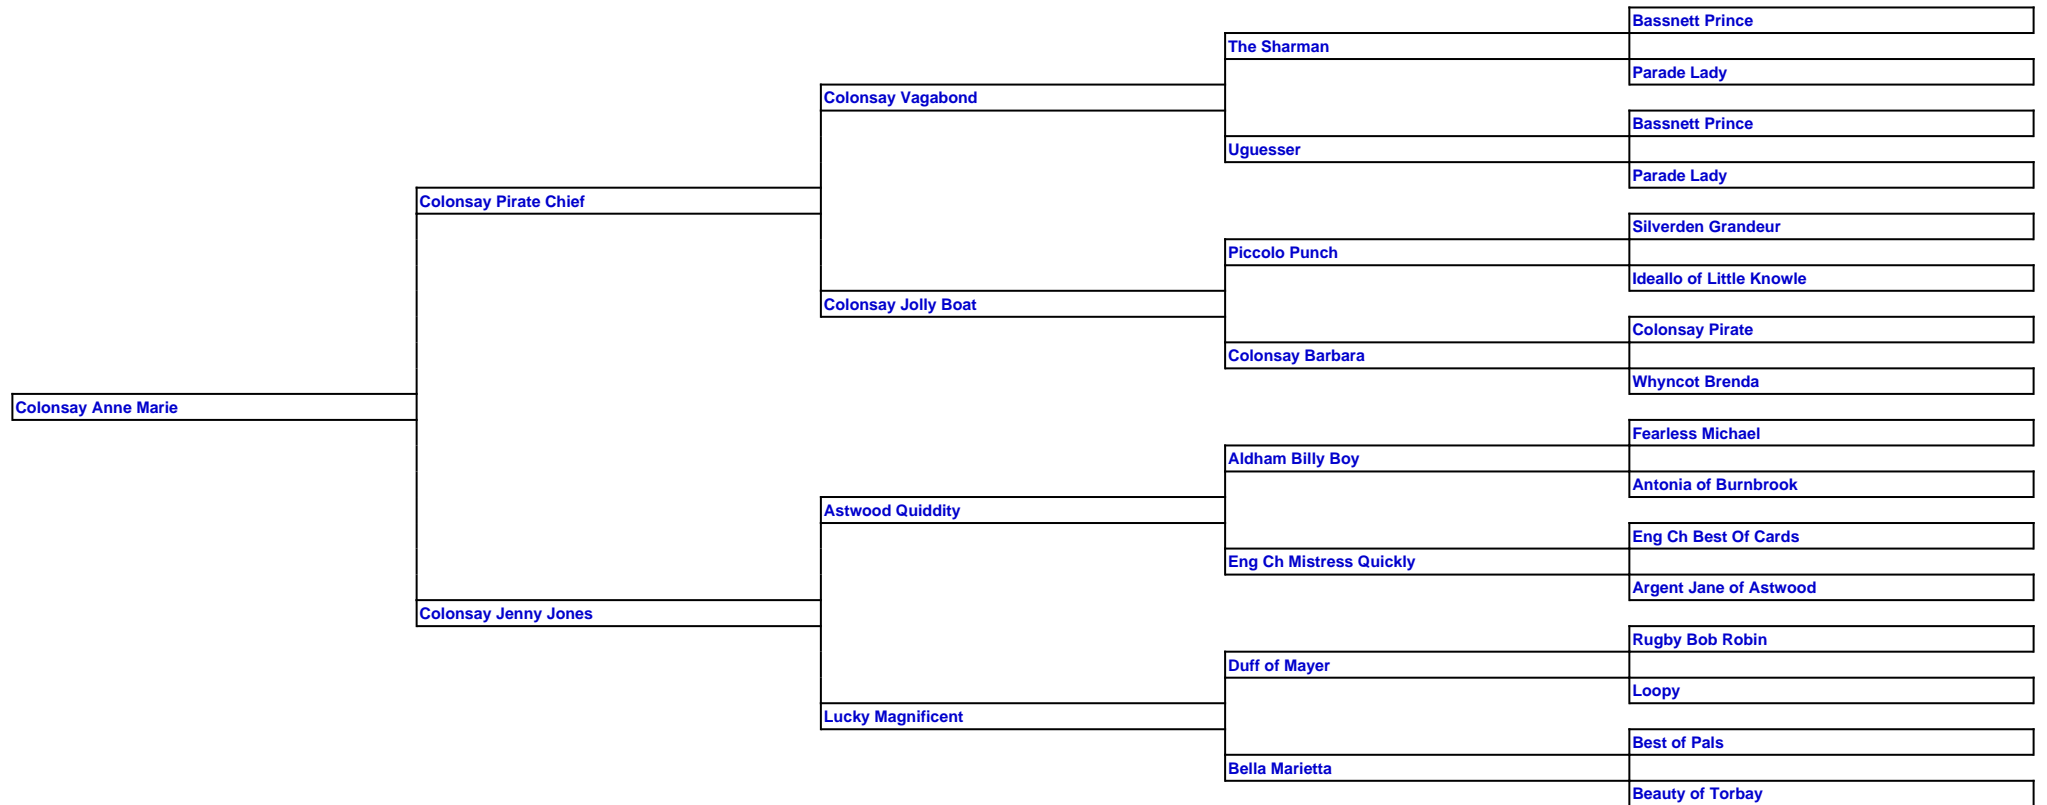 Bassnett Prince
The Sharman
Parade Lady
Colonsay Vagabond
Bassnett Prince
Uguesser
Parade Lady
Colonsay Pirate Chief
Silverden Grandeur
Piccolo Punch
Ideallo of Little Knowle
Colonsay Jolly Boat
Colonsay Pirate
Colonsay Barbara
Whyncot Brenda
Colonsay Anne Marie
Fearless Michael
Aldham Billy Boy
Antonia of Burnbrook
Astwood Quiddity
Eng Ch Best Of Cards
Eng Ch Mistress Quickly
Argent Jane of Astwood
Colonsay Jenny Jones
Rugby Bob Robin
Duff of Mayer
Loopy
Lucky Magnificent
Best of Pals
Bella Marietta
Beauty of Torbay